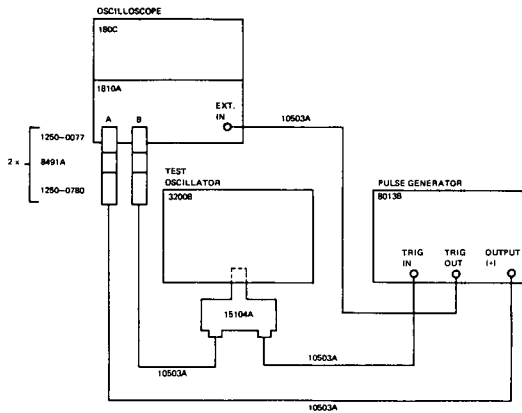 OSCILLOSCOPE
180C
1810A
A B
EXT.
IN
10503A
2 x
1250-0077
8491A
1250-0780
TEST
OSCILLATOR
3200B
PULSE GENERATOR
8013B
TRIG
IN
TRIG
OUT
OUTPUT
(+)
15104A
10503A
10503A
10503A